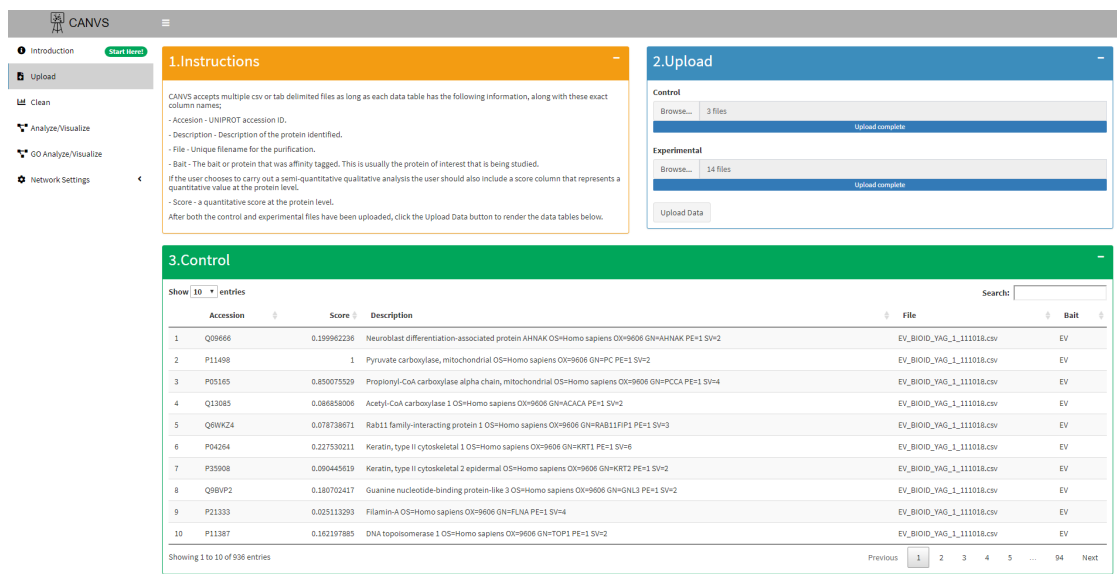 CANVS
Introduction
Start Here!
Upload
Clean
Analyze/Visualize
GO Analyze/Visualize
Network Settings
1.Instructions
CANVS accepts multiple csv or tab delimited files as long as each data table has the following information, along with these exact
column names;
- Accesion - UNIPROT accession ID.
- Description - Description of the protein identified.
- File - Unique filename for the purification.
- Bait - The bait or protein that was affinity tagged. This is usually the protein of interest that is being studied.
If the user chooses to carry out a semi-quantitative qualitative analysis the user should also include a score column that represents a
quantitative value at the protein level.
- Score - a quantitative score at the protein level.
After both the control and experimental files have been uploaded, click the Upload Data button to render the data tables below.
2.Upload
Control
Browse... 3 files
Upload complete
Experimental
Browse... 14 files
Upload complete
Upload Data
3.Control
Show 10 entries
Search:
Accession Score Description File Bait
1 Q09666 0.199962236 Neuroblast differentiation-associated protein AHNAK OS=Homo sapiens OX=9606 GN=AHNAK PE=1 SV=2 EV_BIOID_YAG_1_111018.csv EV
2 P11498 1 Pyruvate carboxylase, mitochondrial OS=Homo sapiens OX=9606 GN=PC PE=1 SV=2 EV_BIOID_YAG_1_111018.csv EV
3 P05165 0.850075529 Propionyl-CoA carboxylase alpha chain, mitochondrial OS=Homo sapiens OX=9606 GN=PCCA PE=1 SV=4 EV_BIOID_YAG_1_111018.csv EV
4 Q13085 0.086858006 Acetyl-CoA carboxylase 1 OS=Homo sapiens OX=9606 GN=ACACA PE=1 SV=2 EV_BIOID_YAG_1_111018.csv EV
5 Q6WKZ4 0.078738671 Rab11 family-interacting protein 1 OS=Homo sapiens OX=9606 GN=RAB11FIP1 PE=1 SV=3 EV_BIOID_YAG_1_111018.csv EV
6 P04264 0.227530211 Keratin, type II cytoskeletal 1 OS=Homo sapiens OX=9606 GN=KRT1 PE=1 SV=6 EV_BIOID_YAG_1_111018.csv EV
7 P35908 0.090445619 Keratin, type II cytoskeletal 2 epidermal OS=Homo sapiens OX=9606 GN=KRT2 PE=1 SV=2 EV_BIOID_YAG_1_111018.csv EV
8 Q9BVP2 0.180702417 Guanine nucleotide-binding protein-like 3 OS=Homo sapiens OX=9606 GN=GNL3 PE=1 SV=2 EV_BIOID_YAG_1_111018.csv EV
9 P21333 0.025113293 Filamin-A OS=Homo sapiens OX=9606 GN=FLNA PE=1 SV=4 EV_BIOID_YAG_1_111018.csv EV
10 P11387 0.162197885 DNA topoisomerase 1 OS=Homo sapiens OX=9606 GN=TOP1 PE=1 SV=2 EV_BIOID_YAG_1_111018.csv EV
Showing 1 to 10 of 936 entries
Previous 1 2 3 4 5 ... 94 Next